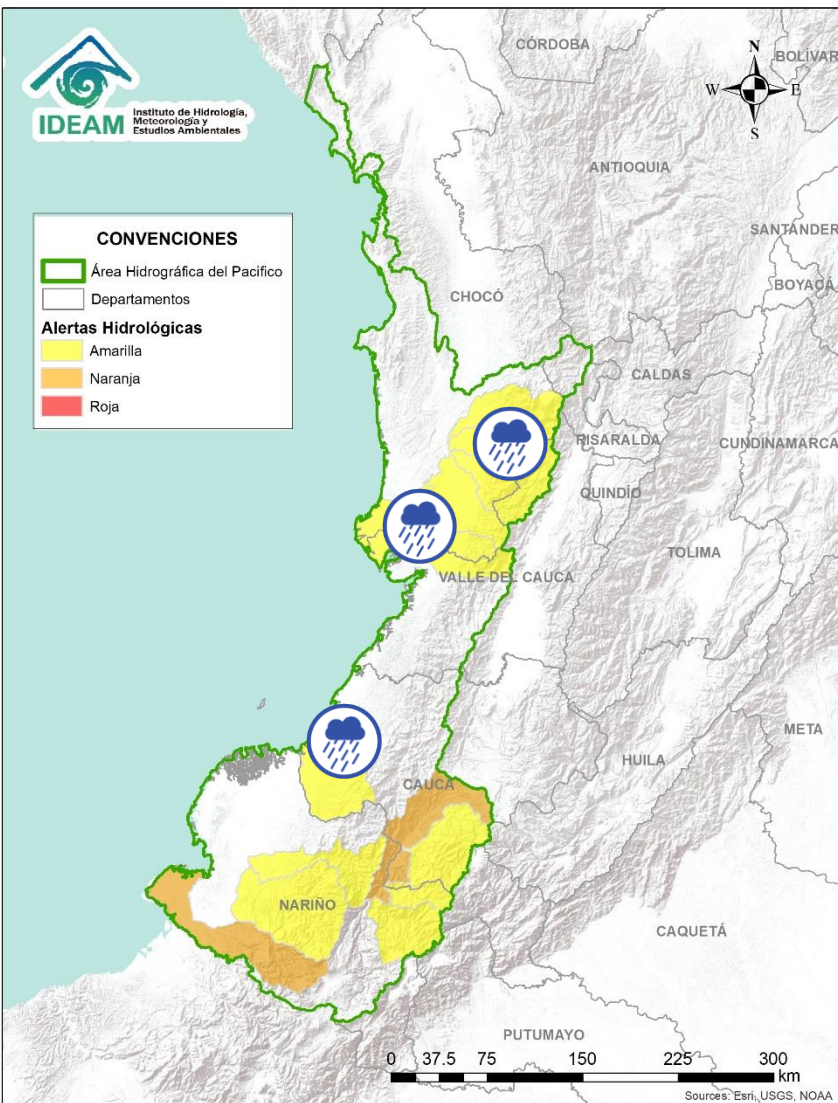 IDEAM
Instituto de Hidrología,
Meteorología y
Estudios Ambientales
N
W
E
S
CÓRDOBA
BOLÍVAR
ANTIOQUIA
SANTANDER
BOYACÁ
CHOCÓ
CALDAS
RISARALDA
CUNDINAMARCA
QUINDÍO
TOLIMA
VALLE DEL CAUCA
META
HUILA
CAUCA
NARIÑO
CAQUETÁ
PUTUMAYO
CONVENCIONES
Área Hidrográfica del Pacifico
Departamentos
Alertas Hidrológicas
Amarilla
Naranja
Roja
0 37.5 75 150 225 300
km
Sources: Esri, USGS, NOAA